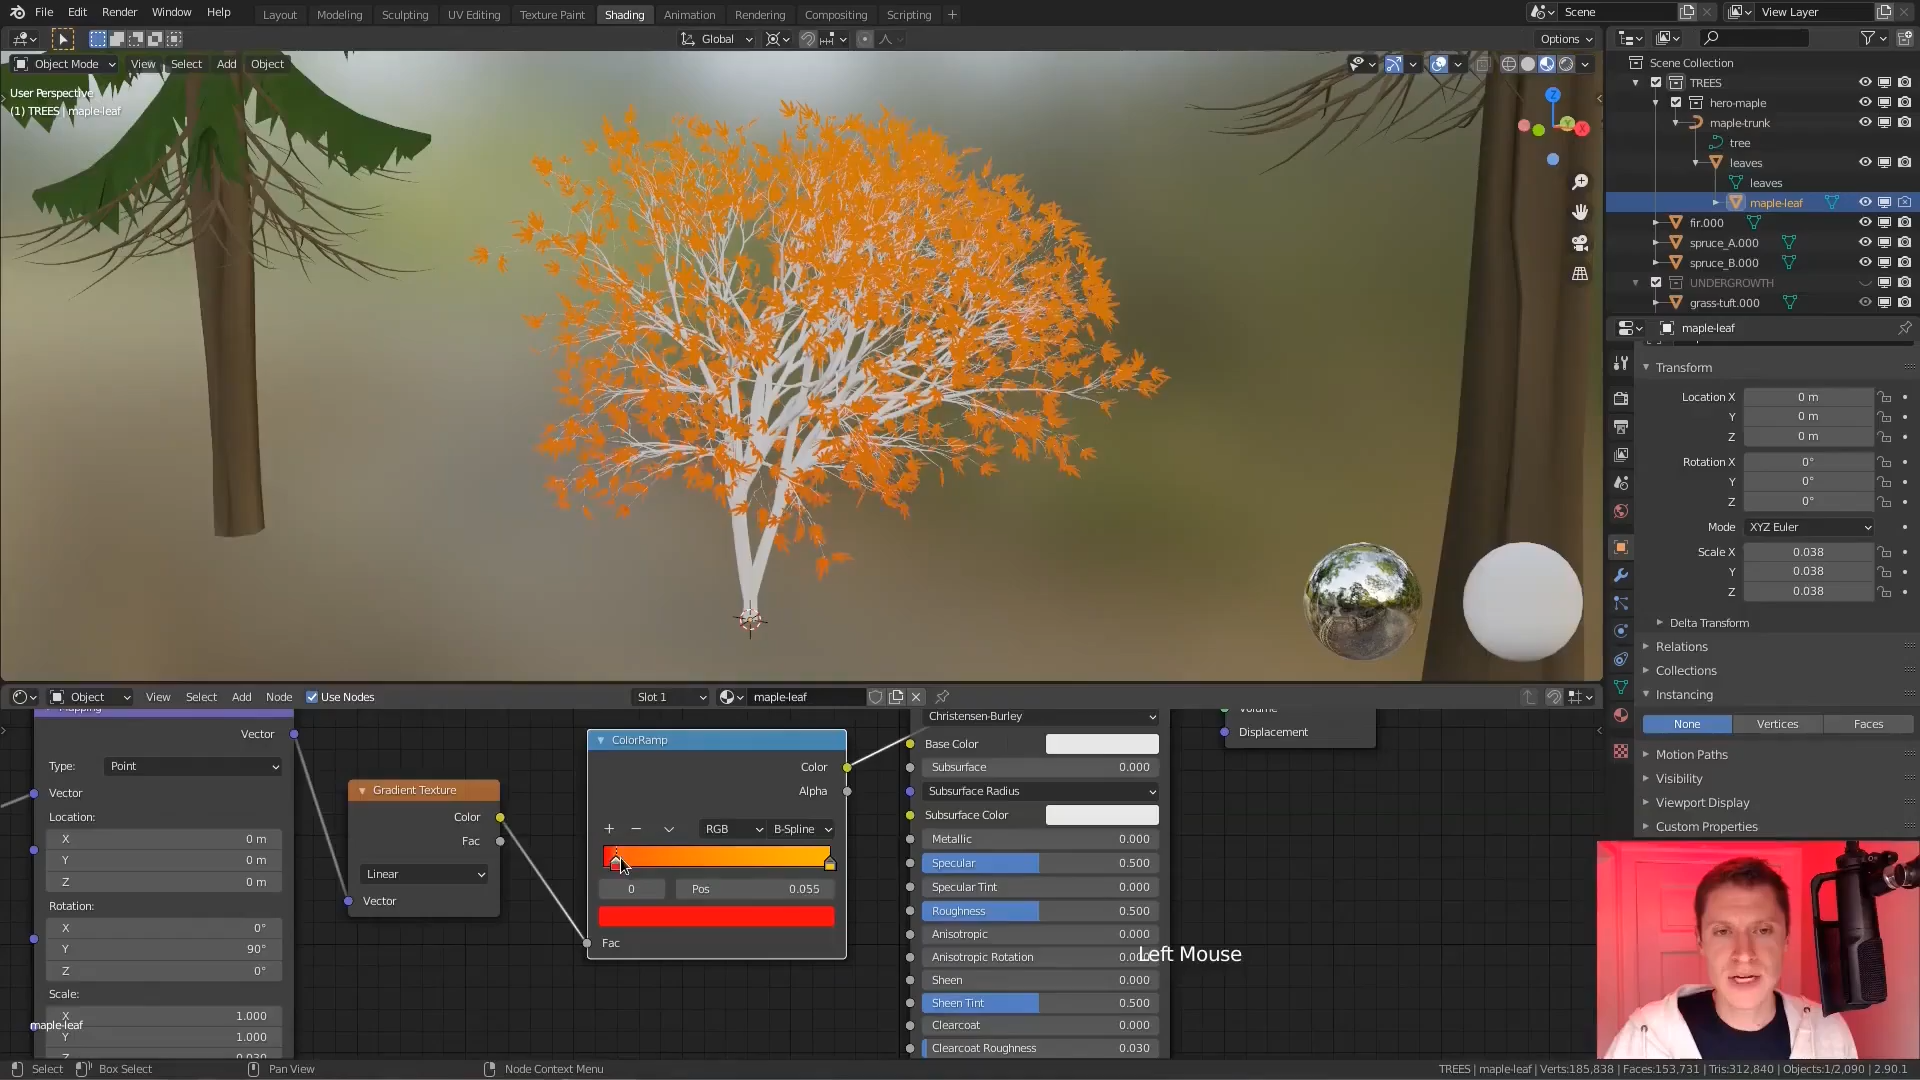 File Edit Render Window Help
Layout Modeling Sculpting UV Editing Texture Paint Shading Animation Rendering Compositing Scripting +
Scene
View Layer
Global
Options
Object Mode View Select Add Object
User Perspective
(1) TREES | maple-leaf
Z
Y
X
Scene Collection
TREES
hero-maple
maple-trunk
tree
leaves
leaves
maple-leaf
fir.000
spruce_A.000
spruce_B.000
UNDERGROWTH
grass-tuft.000
maple-leaf
Transform
Location X 0 m
Y 0 m
Z 0 m
Rotation X 0°
Y 0°
Z 0°
Mode XYZ Euler
Scale X 0.038
Y 0.038
Z 0.038
Delta Transform
Relations
Collections
Instancing
None Vertices Faces
Motion Paths
Visibility
Viewport Display
Custom Properties
Object View Select Add Node Use Nodes
Slot 1
maple-leaf
Mapping
Vector
Type: Point
Vector
Location:
X 0 m
Y 0 m
Z 0 m
Rotation:
X 0°
Y 90°
Z 0°
Scale:
X 1.000
Y 1.000
Z 0.030
maple-leaf
Gradient Texture
Color
Fac
Linear
Vector
ColorRamp
Color
Alpha
RGB B-Spline
0 Pos 0.055
Fac
Christensen-Burley
Base Color
Subsurface 0.000
Subsurface Radius
Subsurface Color
Metallic 0.000
Specular 0.500
Specular Tint 0.000
Roughness 0.500
Anisotropic 0.000
Anisotropic Rotation 0.000
Sheen 0.000
Sheen Tint 0.500
Clearcoat 0.000
Clearcoat Roughness 0.030
Volume
Displacement
Left Mouse
Select Box Select Pan View Node Context Menu
TREES | maple-leaf | Verts:185,838 | Faces:153,731 | Tris:312,840 | Objects:1/2,090 | 2.90.1